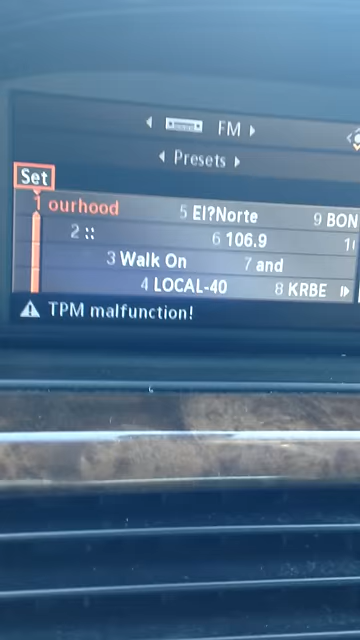 FM
Presets
Set
1 ourhood 5 El?Norte 9 BON
2 :: 6 106.9
3 Walk On 7 and
4 LOCAL-40 8 KRBE
TPM malfunction!